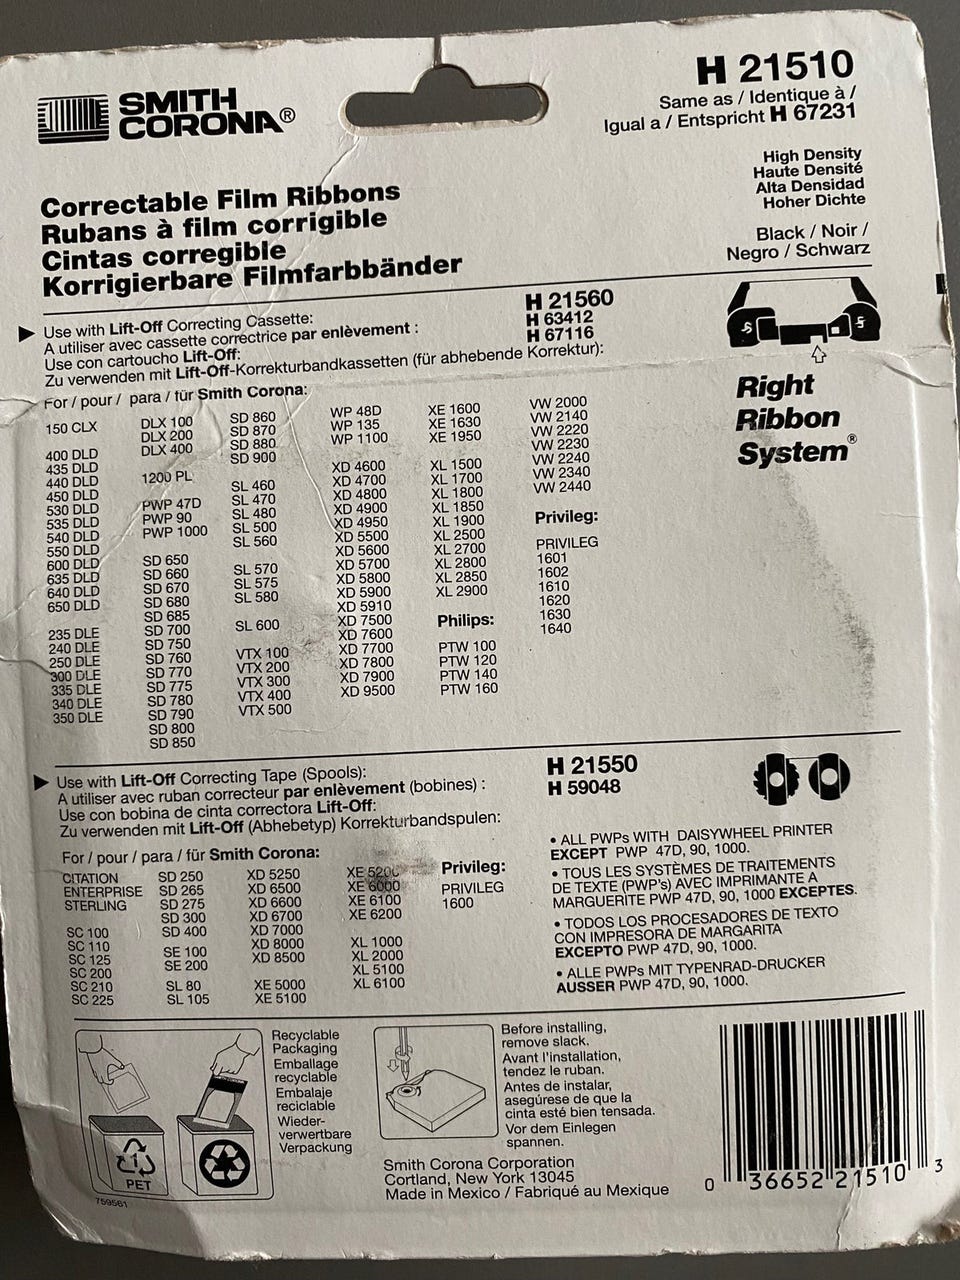 SMITH
CORONA®
H 21510
Same as / Identique à /
Igual a / Entspricht H 67231
High Density
Haute Densité
Alta Densidad
Hoher Dichte
Black / Noir /
Negro / Schwarz
Correctable Film Ribbons
Rubans à film corrigible
Cintas corregible
Korrigierbare Filmfarbbänder
Use with Lift-Off Correcting Cassette:
A utiliser avec cassette correctrice par enlèvement :
Use con cartoucho Lift-Off:
Zu verwenden mit Lift-Off-Korrekturbandkassetten (für abhebende Korrektur):
H 21560
H 63412
H 67116
S
S
Right
Ribbon
System®
For / pour / para / für Smith Corona:
150 CLX
400 DLD
435 DLD
440 DLD
450 DLD
530 DLD
535 DLD
540 DLD
550 DLD
600 DLD
635 DLD
640 DLD
650 DLD
235 DLE
240 DLE
250 DLE
300 DLE
335 DLE
340 DLE
350 DLE
DLX 100
DLX 200
DLX 400
1200 PL
PWP 47D
PWP 90
PWP 1000
SD 650
SD 660
SD 670
SD 680
SD 685
SD 700
SD 750
SD 760
SD 770
SD 775
SD 780
SD 790
SD 800
SD 850
SD 860
SD 870
SD 880
SD 900
SL 460
SL 470
SL 480
SL 500
SL 560
SL 570
SL 575
SL 580
SL 600
VTX 100
VTX 200
VTX 300
VTX 400
VTX 500
WP 48D
WP 135
WP 1100
XD 4600
XD 4700
XD 4800
XD 4900
XD 4950
XD 5500
XD 5600
XD 5700
XD 5800
XD 5900
XD 5910
XD 7500
XD 7600
XD 7700
XD 7800
XD 7900
XD 9500
XE 1600
XE 1630
XE 1950
XL 1500
XL 1700
XL 1800
XL 1850
XL 1900
XL 2500
XL 2700
XL 2800
XL 2850
XL 2900
Philips:
PTW 100
PTW 120
PTW 140
PTW 160
VW 2000
VW 2140
VW 2220
VW 2230
VW 2240
VW 2340
VW 2440
Privileg:
PRIVILEG
1601
1602
1610
1620
1630
1640
Use with Lift-Off Correcting Tape (Spools):
A utiliser avec ruban correcteur par enlèvement (bobines) :
Use con bobina de cinta correctora Lift-Off:
Zu verwenden mit Lift-Off (Abhebetyp) Korrekturbandspulen:
H 21550
H 59048
For / pour / para / für Smith Corona:
CITATION
ENTERPRISE
STERLING
SC 100
SC 110
SC 125
SC 200
SC 210
SC 225
SD 250
SD 265
SD 275
SD 300
SD 400
SE 100
SE 200
SL 80
SL 105
XD 5250
XD 6500
XD 6600
XD 6700
XD 7000
XD 8000
XD 8500
XE 5000
XE 5100
XE 5200
XE 6000
XE 6100
XE 6200
XL 1000
XL 2000
XL 5100
XL 6100
Privileg:
PRIVILEG
1600
• ALL PWPs WITH DAISYWHEEL PRINTER
EXCEPT PWP 47D, 90, 1000.
• TOUS LES SYSTÈMES DE TRAITEMENTS
DE TEXTE (PWP's) AVEC IMPRIMANTE A
MARGUERITE PWP 47D, 90, 1000 EXCEPTES.
• TODOS LOS PROCESADORES DE TEXTO
CON IMPRESORA DE MARGARITA
EXCEPTO PWP 47D, 90, 1000.
• ALLE PWPs MIT TYPENRAD-DRUCKER
AUSSER PWP 47D, 90, 1000.
1
PET
759561
Recyclable
Packaging
Emballage
recyclable
Embalaje
reciclable
Wieder-
verwertbare
Verpackung
Before installing,
remove slack.
Avant l'installation,
tendez le ruban.
Antes de instalar,
asegúrese de que la
cinta esté bien tensada.
Vor dem Einlegen
spannen.
Smith Corona Corporation
Cortland, New York 13045
Made in Mexico / Fabriqué au Mexique
0 36652 21510 3